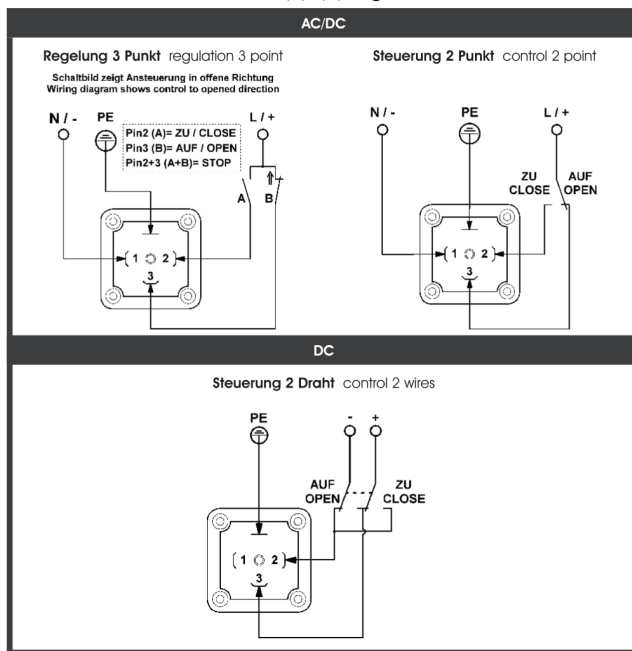 AC/DC
Regelung 3 Punkt regulation 3 point
Schaltbild zeigt Ansteuerung in offene Richtung
Wiring diagram shows control to opened direction
N / -
PE
L / +
Pin2 (A)= ZU / CLOSE
Pin3 (B)= AUF / OPEN
Pin2+3 (A+B)= STOP
A
B
1
2
3
Steuerung 2 Punkt control 2 point
N / -
PE
L / +
ZU
CLOSE
AUF
OPEN
1
2
3
DC
Steuerung 2 Draht control 2 wires
PE
-
+
AUF
OPEN
ZU
CLOSE
1
2
3